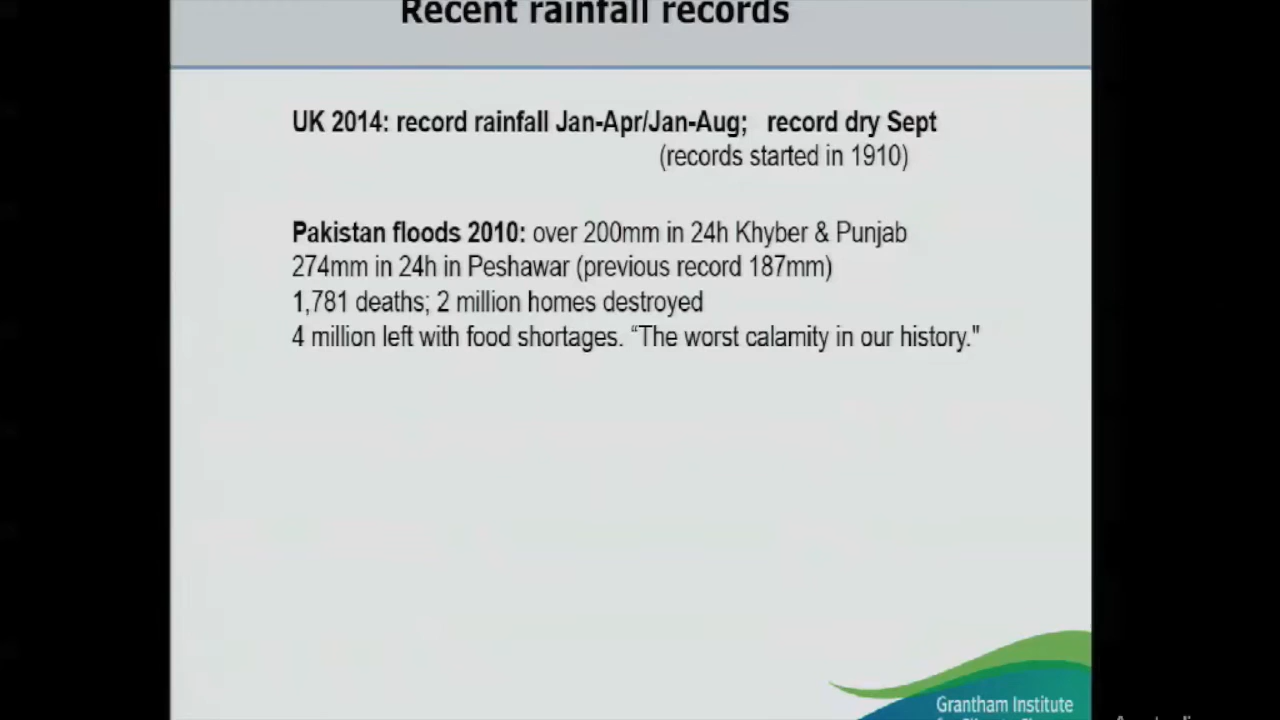 Recent rainfall records
UK 2014: record rainfall Jan-Apr/Jan-Aug; record dry Sept
(records started in 1910)
Pakistan floods 2010: over 200mm in 24h Khyber & Punjab
274mm in 24h in Peshawar (previous record 187mm)
1,781 deaths; 2 million homes destroyed
4 million left with food shortages. “The worst calamity in our history."
Grantham Institute